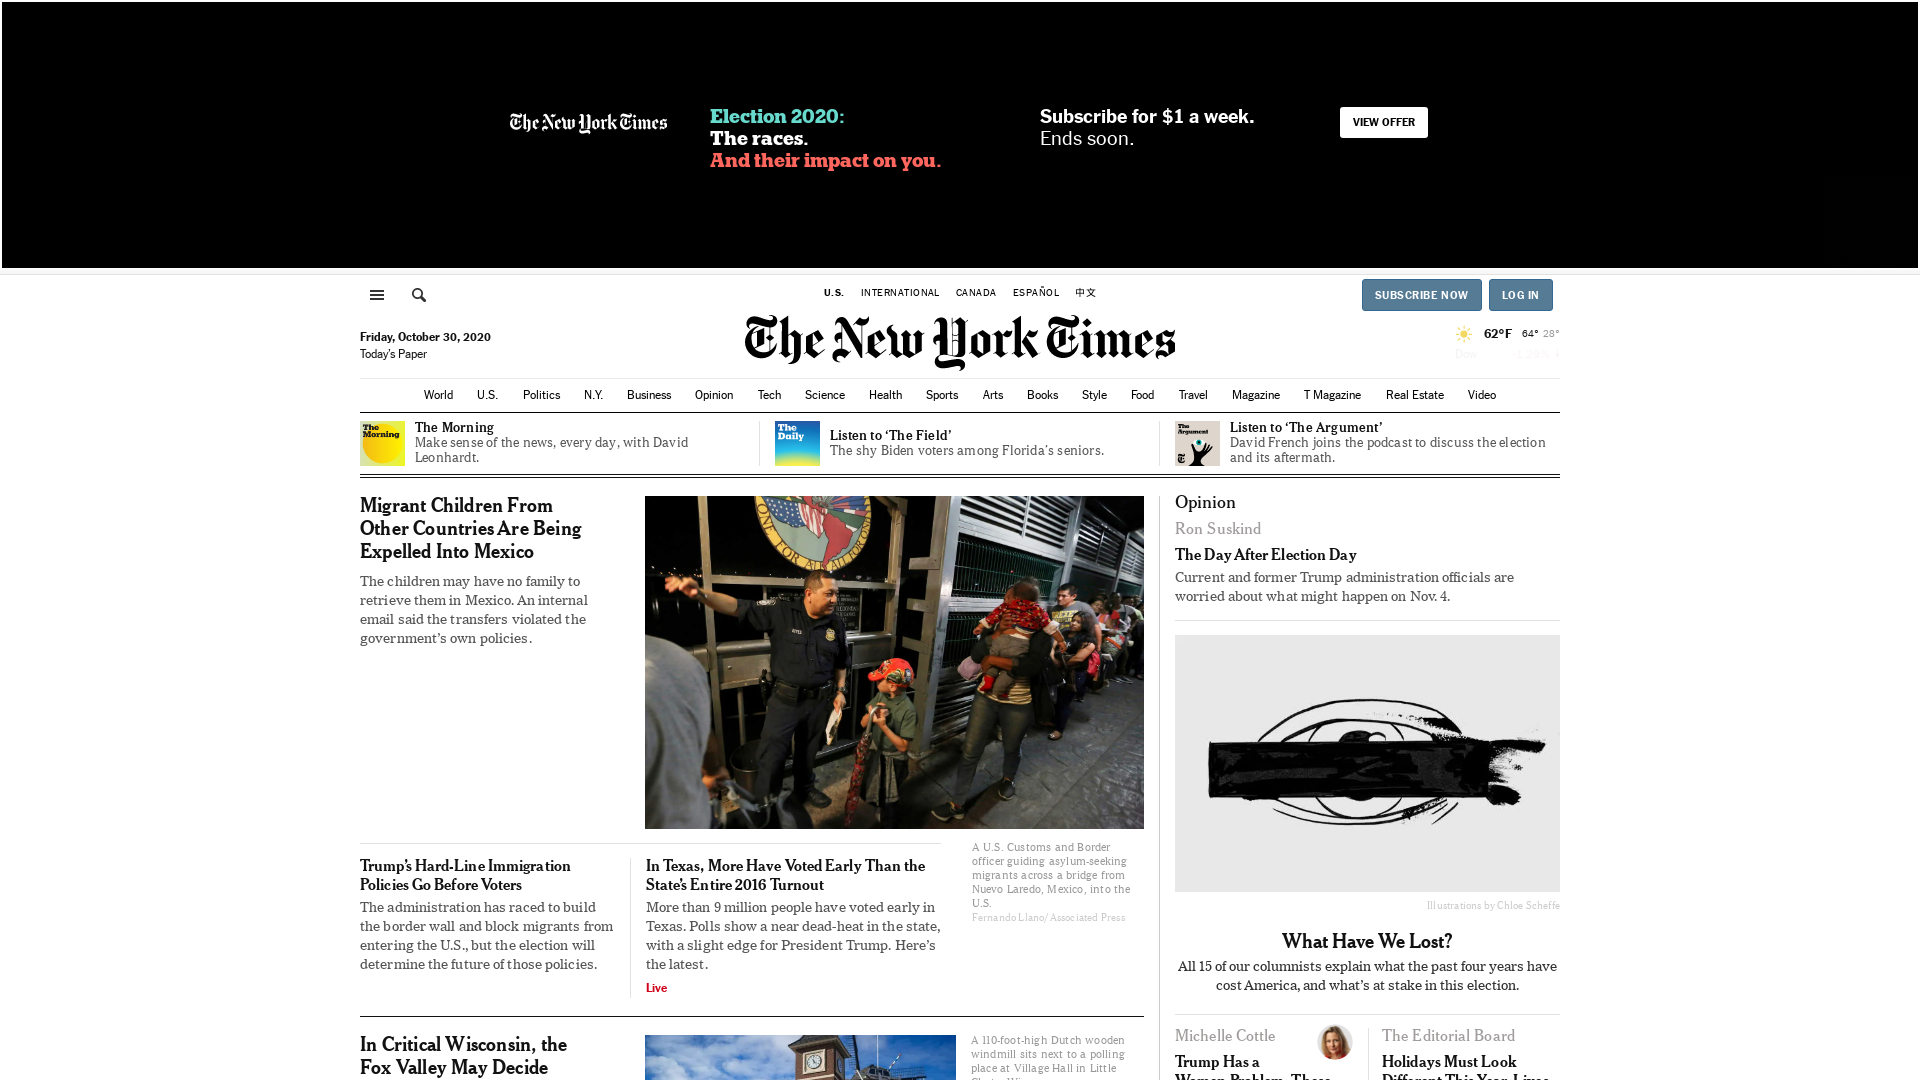 The New York Times
Election 2020:
The races.
And their impact on you.
Subscribe for $1 a week.
Ends soon.
VIEW OFFER
U.S. INTERNATIONAL CANADA ESPAÑOL 中文
SUBSCRIBE NOW LOG IN
Friday, October 30, 2020
Today's Paper
The New York Times
62°F 64° 28°
Dow
World U.S. Politics N.Y. Business Opinion Tech Science Health Sports Arts Books Style Food Travel Magazine T Magazine Real Estate Video
The Morning
The Morning
Make sense of the news, every day, with David
Leonhardt.
The Daily
Listen to ‘The Field’
The shy Biden voters among Florida’s seniors.
The Argument
Listen to ‘The Argument’
David French joins the podcast to discuss the election
and its aftermath.
Migrant Children From
Other Countries Are Being
Expelled Into Mexico
The children may have no family to
retrieve them in Mexico. An internal
email said the transfers violated the
government’s own policies.
A U.S. Customs and Border
officer guiding asylum-seeking
migrants across a bridge from
Nuevo Laredo, Mexico, into the
U.S.
Fernando Llano/Associated Press
Trump’s Hard-Line Immigration
Policies Go Before Voters
The administration has raced to build
the border wall and block migrants from
entering the U.S., but the election will
determine the future of those policies.
In Texas, More Have Voted Early Than the
State’s Entire 2016 Turnout
More than 9 million people have voted early in
Texas. Polls show a near dead-heat in the state,
with a slight edge for President Trump. Here’s
the latest.
Live
In Critical Wisconsin, the
Fox Valley May Decide
A 110-foot-high Dutch wooden
windmill sits next to a polling
place at Village Hall in Little
Opinion
Ron Suskind
The Day After Election Day
Current and former Trump administration officials are
worried about what might happen on Nov. 4.
Illustrations by Chloe Scheffe
What Have We Lost?
All 15 of our columnists explain what the past four years have
cost America, and what’s at stake in this election.
Michelle Cottle
Trump Has a
The Editorial Board
Holidays Must Look